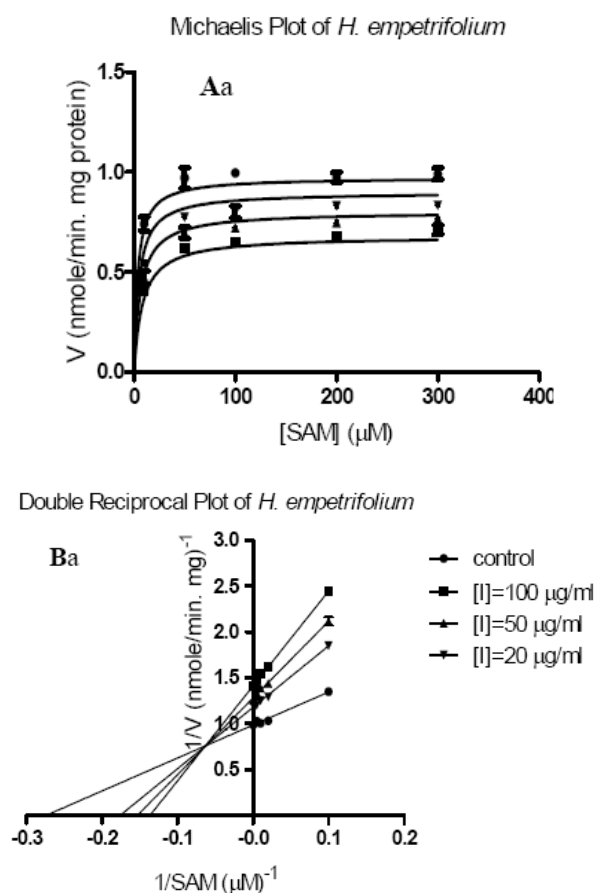 Michaelis Plot of H. empetrifolium
Aa
V (nmole/min. mg protein)
1.5
1.0
0.5
0.0
0 100 200 300 400
[SAM] (μM)
Double Reciprocal Plot of H. empetrifolium
Ba
1/V (nmole/min. mg)⁻¹
3.0
2.5
2.0
1.5
1.0
0.5
-0.3 -0.2 -0.1 -0.0 0.1 0.2
1/SAM (μM)⁻¹
control
[I]=100 μg/ml
[I]=50 μg/ml
[I]=20 μg/ml